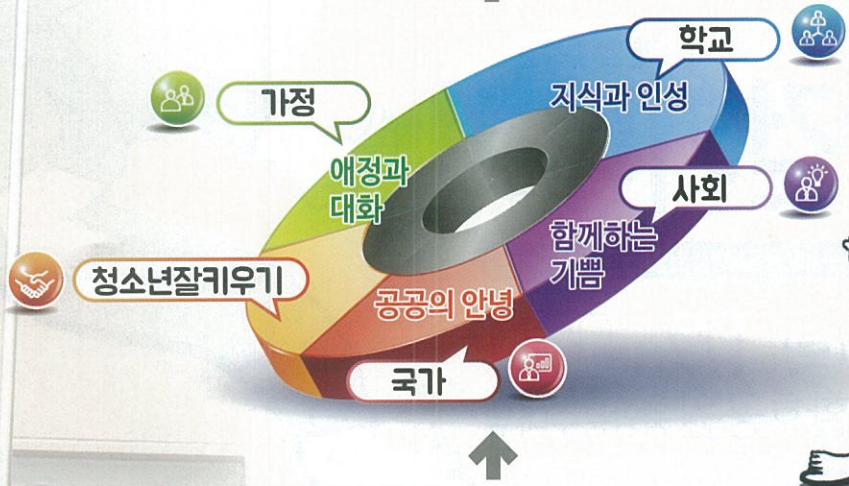 학교
지식과 인성
가정
애정과
대화
사회
함께하는
기쁨
청소년잘키우기
공공의 안녕
국가